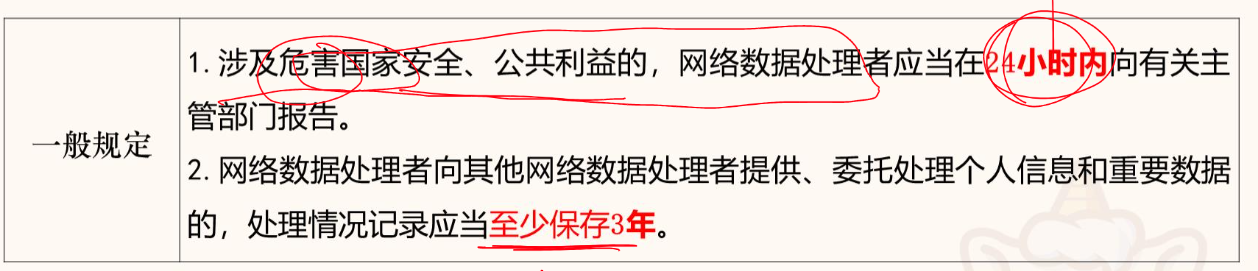 一般规定
1. 涉及危害国家安全、公共利益的，网络数据处理者应当在24小时内向有关主
管部门报告。
2. 网络数据处理者向其他网络数据处理者提供、委托处理个人信息和重要数据
的，处理情况记录应当至少保存3年。